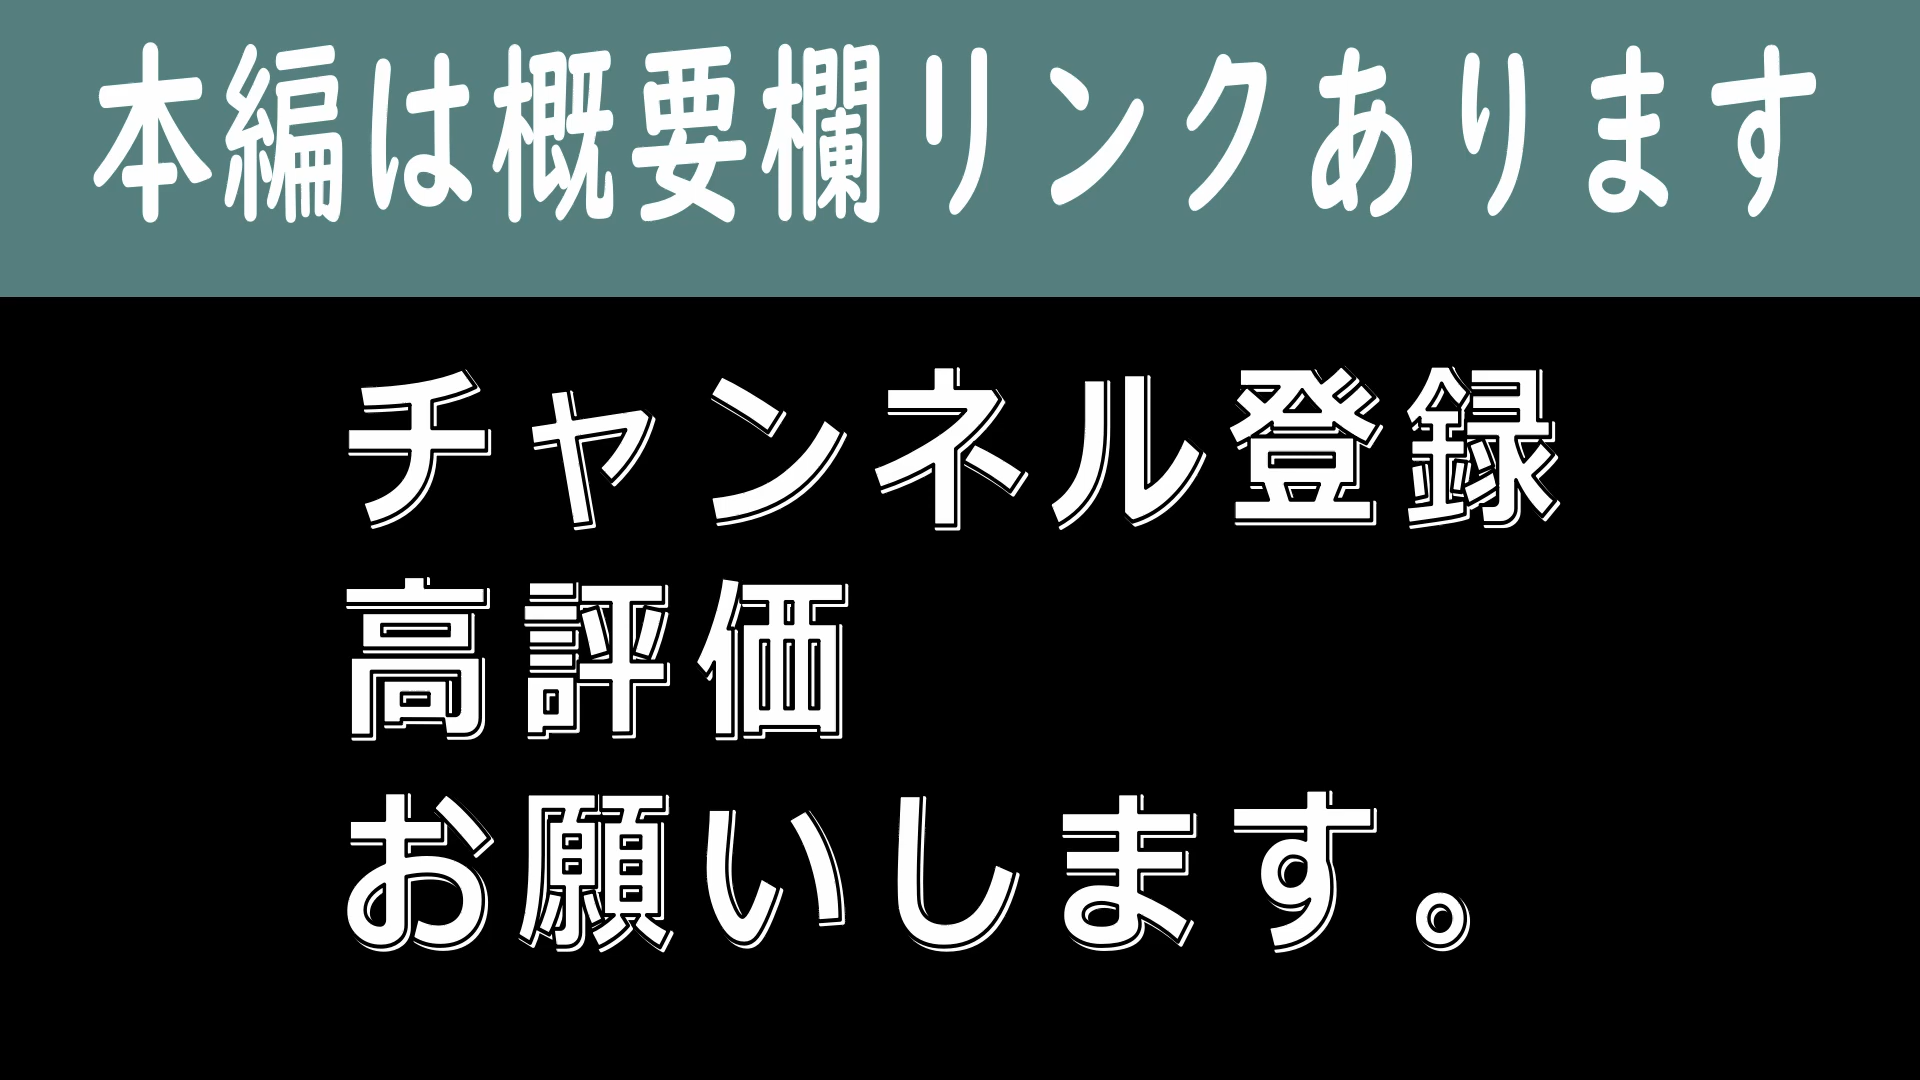 本編は概要欄リンクあります
チャンネル登録
高評価
お願いします。